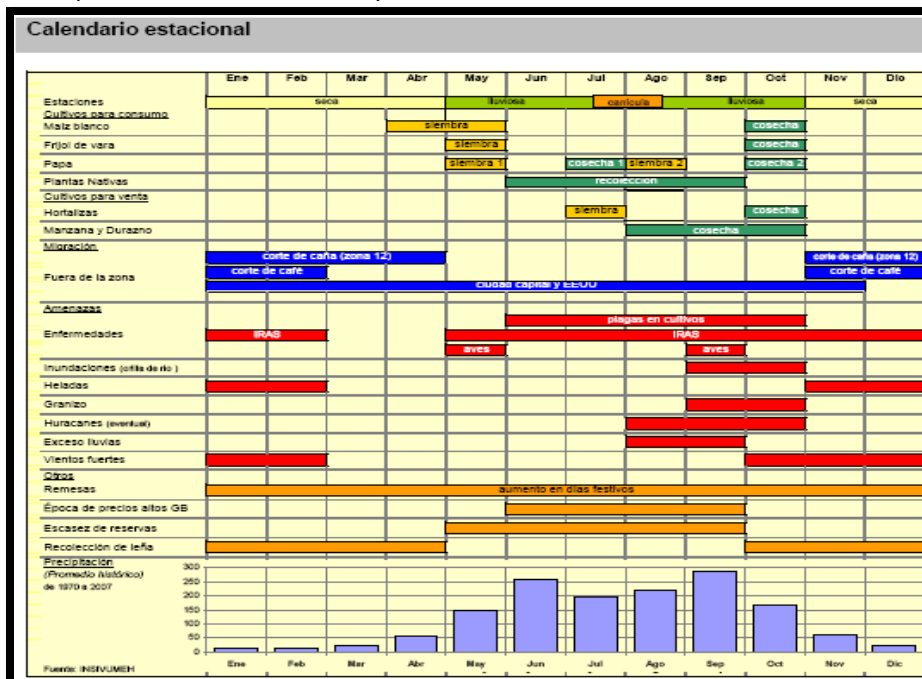 Calendario estacional
Ene Feb Mar Abr May Jun Jul Ago Sep Oct Nov Dic
Estaciones seca lluviosa canícula lluviosa seca
Cultivos para consumo
Maíz blanco siembra cosecha
Frijol de vara siembra cosecha
Papa siembra 1 cosecha 1 siembra 2 cosecha 2
Plantas Nativas recolección
Cultivos para venta
Hortalizas siembra cosecha
Manzana y Durazno cosecha
Migración
corte de caña (zona 12) corte de caña (zona 12)
Fuera de la zona corte de café corte de café
ciudad capital y EEUU
Amenazas
plagas en cultivos
Enfermedades IRAS IRAS
aves aves
Inundaciones (orilla de río )
Heladas
Granizo
Huracanes (eventual)
Exceso lluvias
Vientos fuertes
Otros
Remesas aumento en días festivos
Época de precios altos GB
Escasez de reservas
Recolección de leña
Precipitación
(Promedio histórico)
de 1970 a 2007
300
250
200
150
100
50
0
Ene Feb Mar Abr May Jun Jul Ago Sep Oct Nov Dic
Fuente: INSIVUMEH